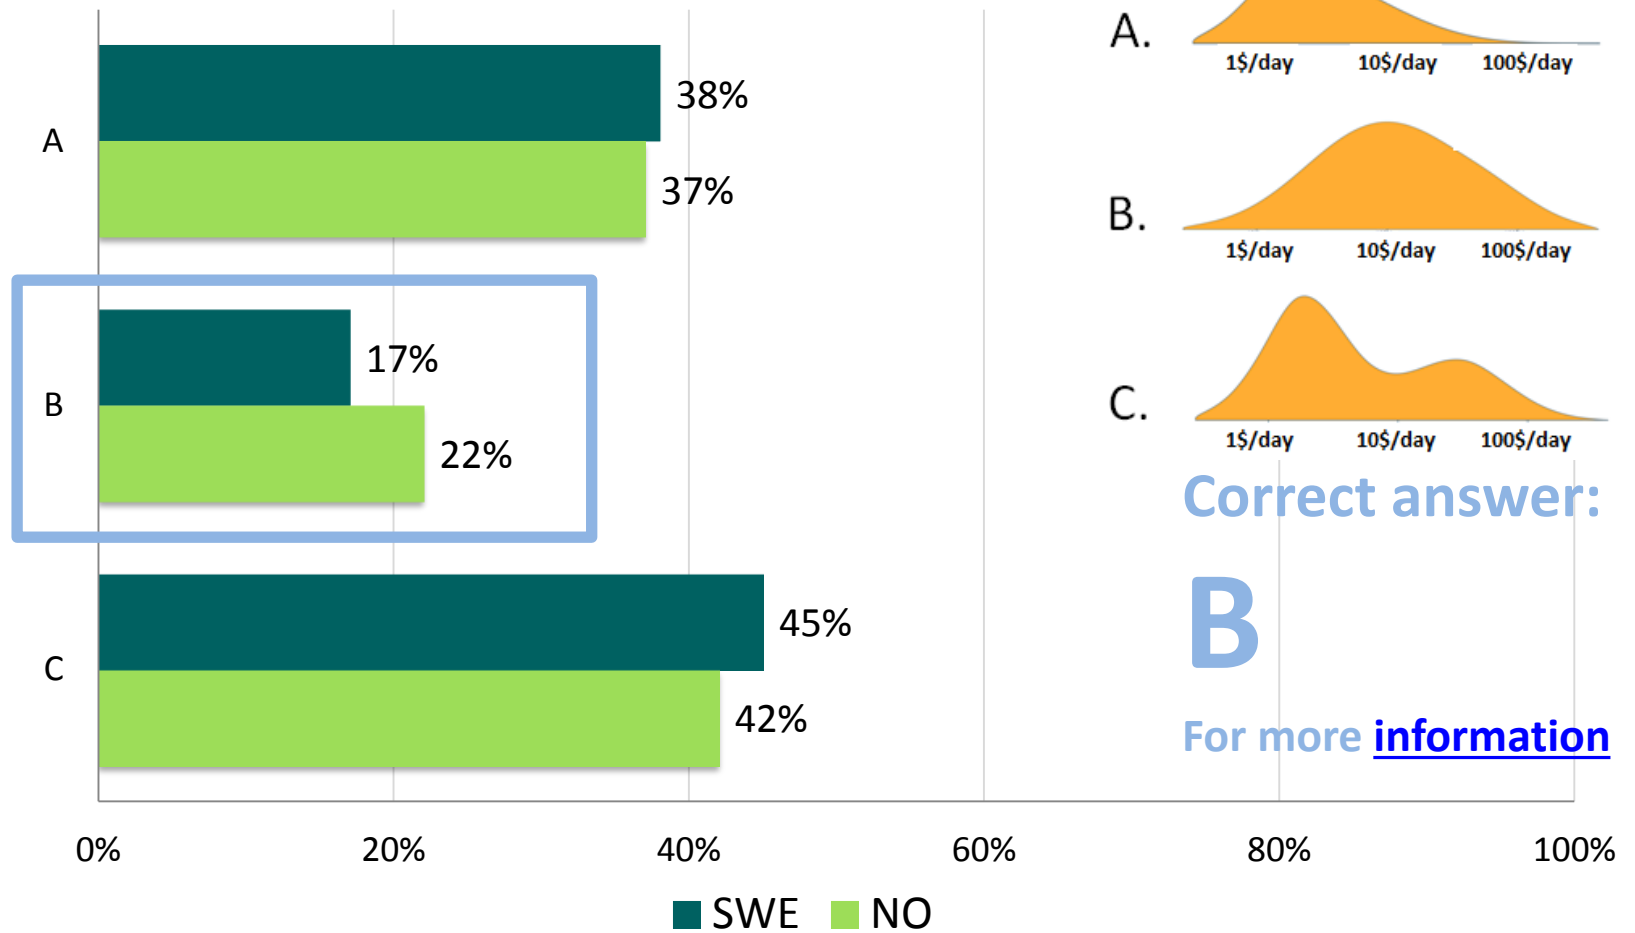 A
38%
37%
B
17%
22%
C
45%
42%
0%
20%
40%
60%
80%
100%
SWE
NO
A.
1$/day
10$/day
100$/day
B.
1$/day
10$/day
100$/day
C.
1$/day
10$/day
100$/day
Correct answer:
B
For more information